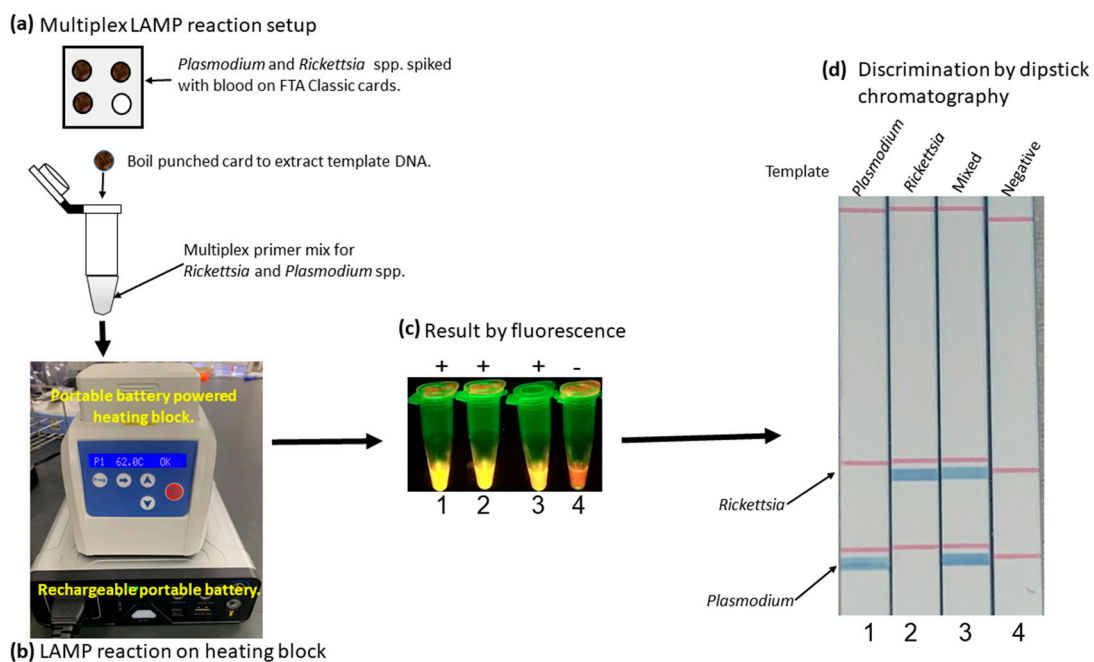 (a) Multiplex LAMP reaction setup
Plasmodium and Rickettsia spp. spiked
with blood on FTA Classic cards.
Boil punched card to extract template DNA.
Multiplex primer mix for
Rickettsia and Plasmodium spp.
Portable battery powered
heating block.
P1 62.0C OK
Prog.
Rechargeable portable battery.
(b) LAMP reaction on heating block
(c) Result by fluorescence
+ + + -
1 2 3 4
(d) Discrimination by dipstick
chromatography
Template
Plasmodium
Rickettsia
Mixed
Negative
Rickettsia
Plasmodium
1 2 3 4